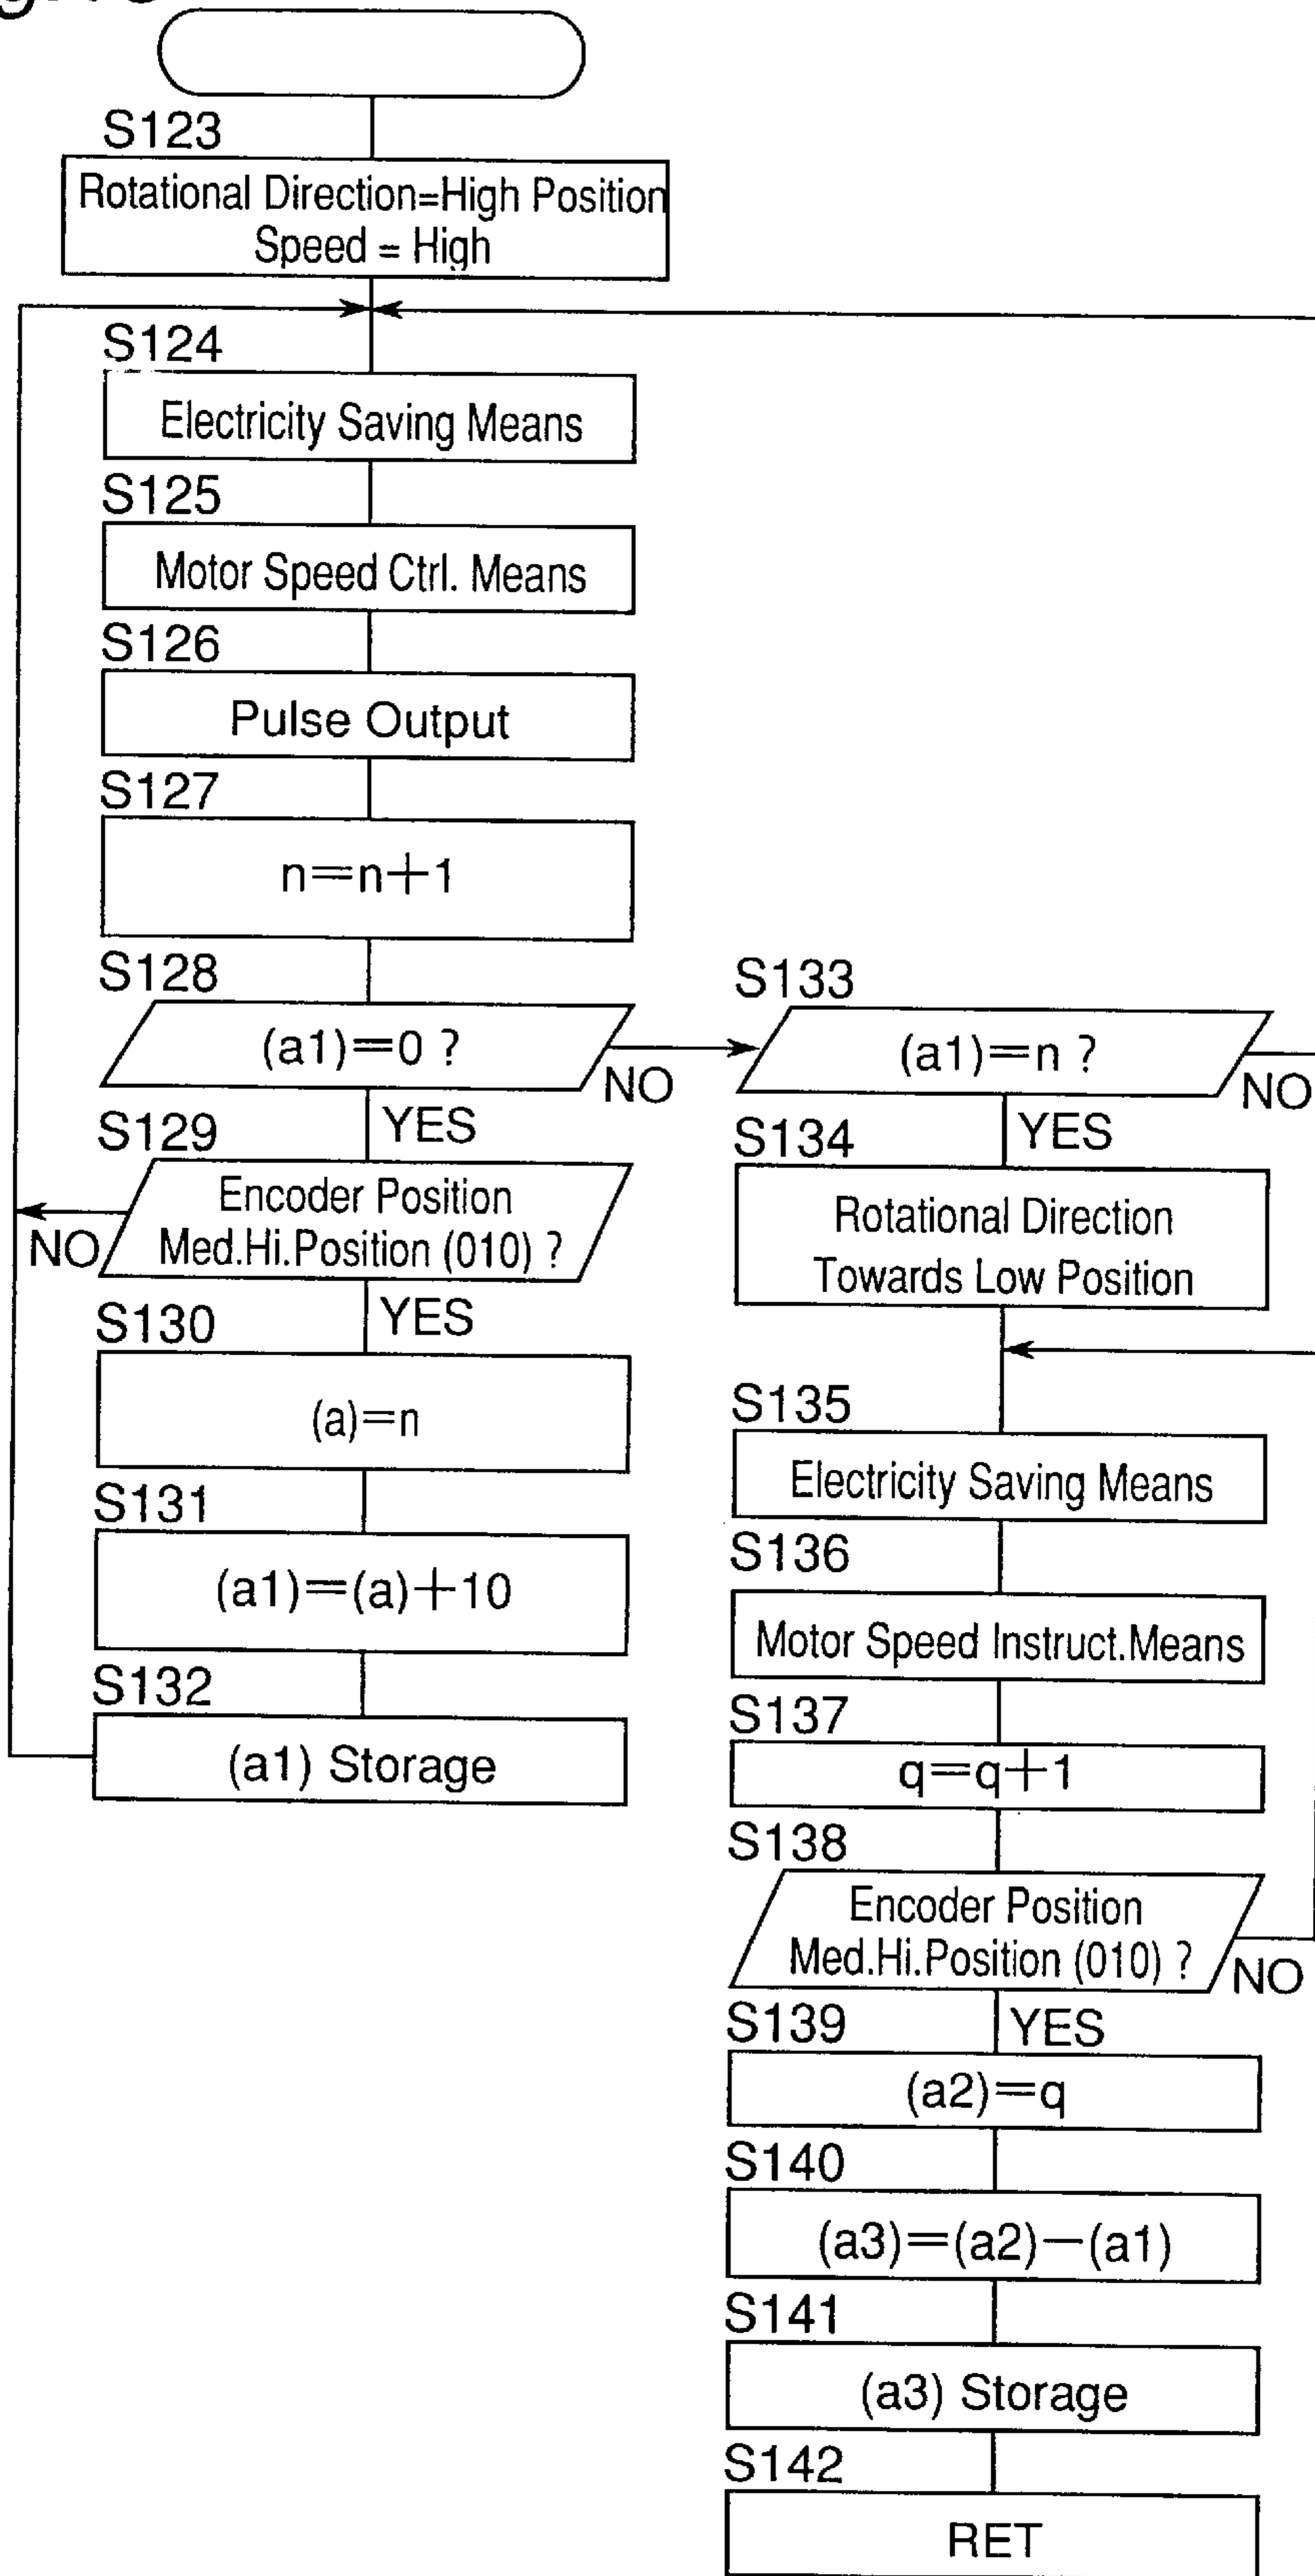 S123
Rotational Direction=High Position
Speed = High
S124
Electricity Saving Means
S125
Motor Speed Ctrl. Means
S126
Pulse Output
S127
n=n+1
S128
(a1)=0 ?
NO
YES
S129
Encoder Position
Med.Hi.Position (010) ?
NO
YES
S130
(a)=n
S131
(a1)=(a)+10
S132
(a1) Storage
S133
(a1)=n ?
NO
YES
S134
Rotational Direction
Towards Low Position
S135
Electricity Saving Means
S136
Motor Speed Instruct.Means
S137
q=q+1
S138
Encoder Position
Med.Hi.Position (010) ?
NO
YES
S139
(a2)=q
S140
(a3)=(a2)−(a1)
S141
(a3) Storage
S142
RET